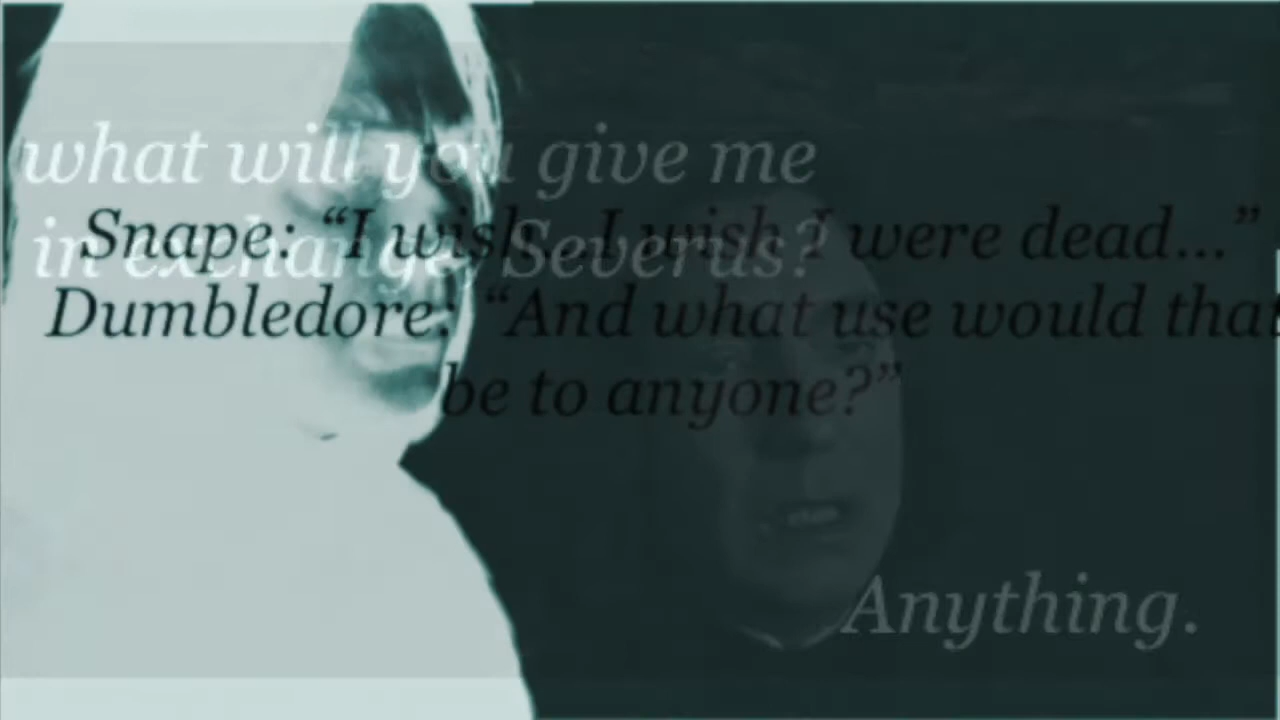 what will you give me
in exchange, Severus?
Snape: “I wish...I wish I were dead...”
Dumbledore: “And what use would that
be to anyone?”
Anything.